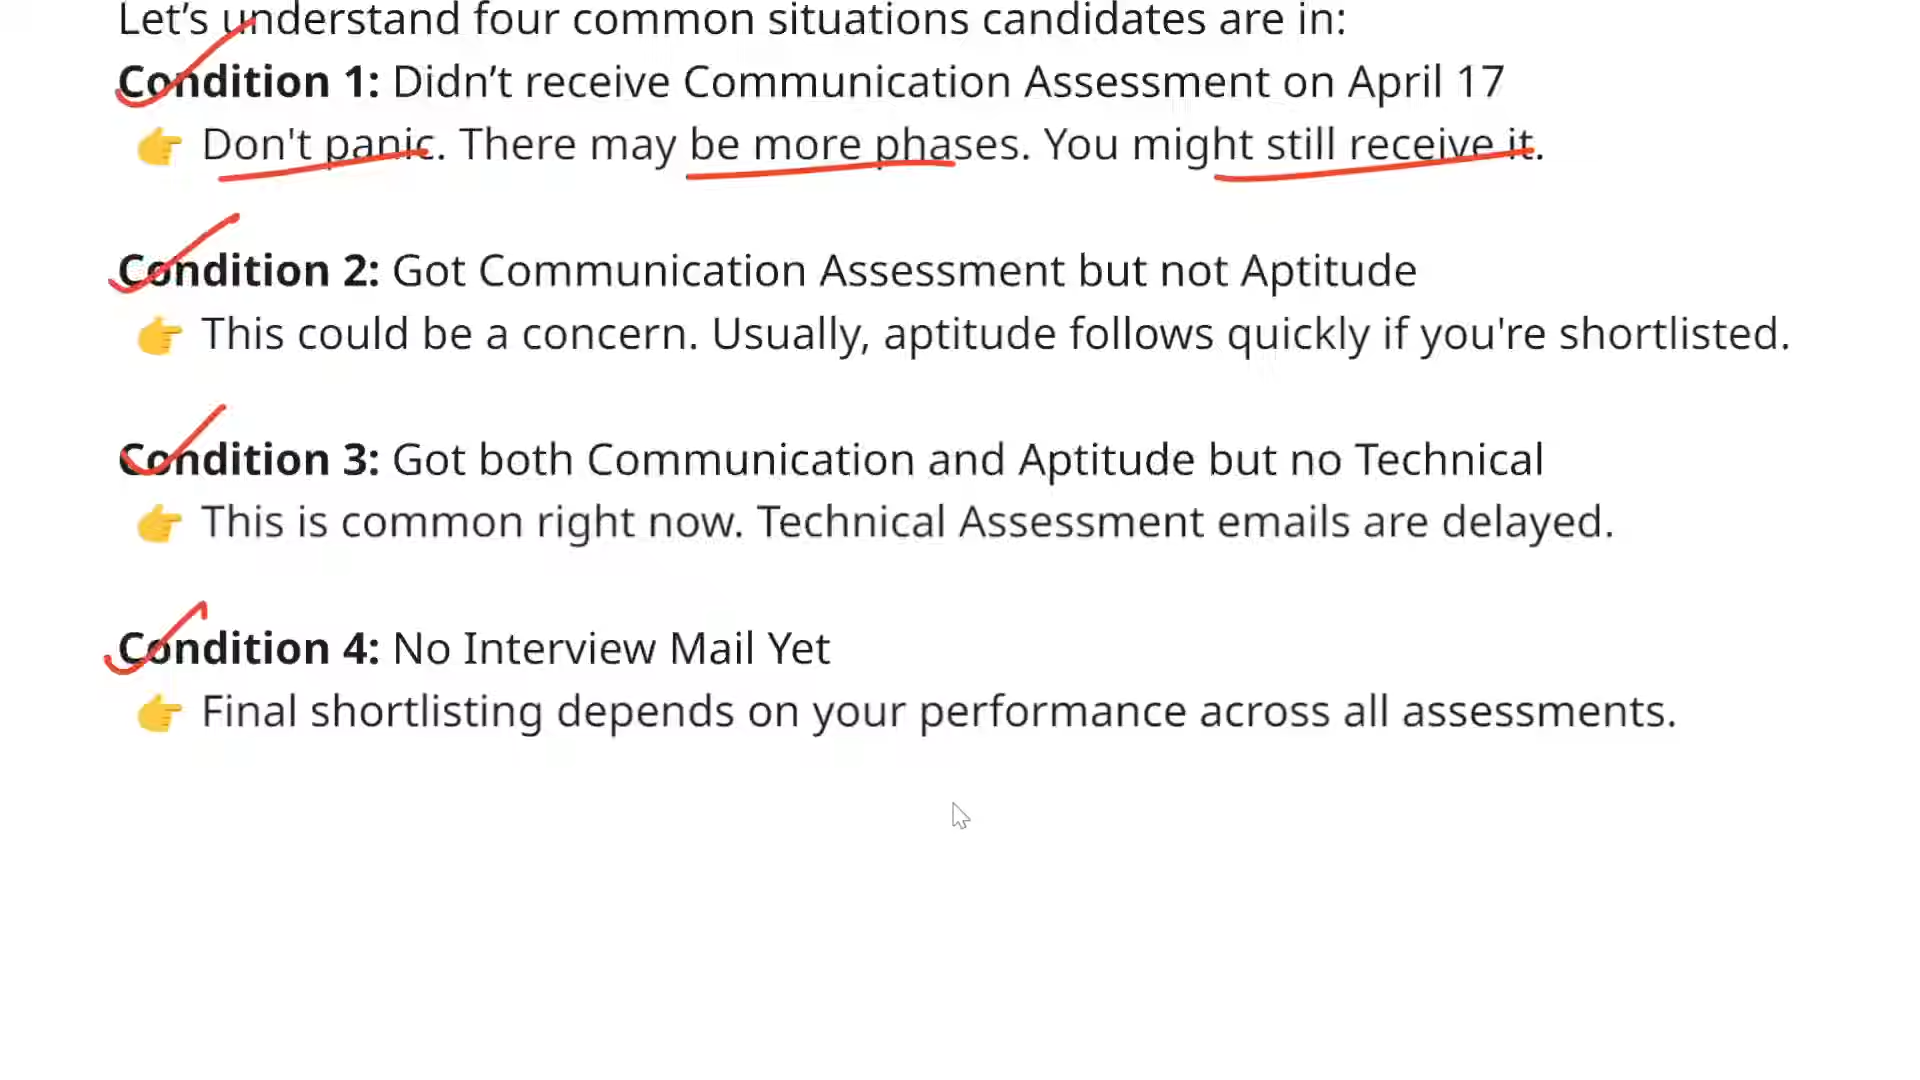 Let’s understand four common situations candidates are in:
Condition 1: Didn’t receive Communication Assessment on April 17
👉 Don't panic. There may be more phases. You might still receive it.
Condition 2: Got Communication Assessment but not Aptitude
👉 This could be a concern. Usually, aptitude follows quickly if you're shortlisted.
Condition 3: Got both Communication and Aptitude but no Technical
👉 This is common right now. Technical Assessment emails are delayed.
Condition 4: No Interview Mail Yet
👉 Final shortlisting depends on your performance across all assessments.